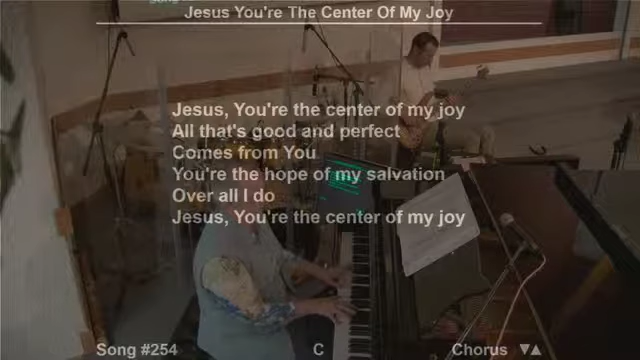 Jesus You're The Center Of My Joy
Jesus, You're the center of my joy
All that's good and perfect
Comes from You
You're the hope of my salvation
Over all I do
Jesus, You're the center of my joy
Song #254 C Chorus ▼▲